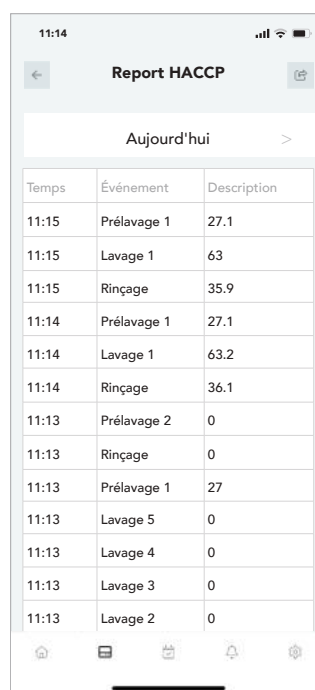 11:14
Report HACCP
Aujourd'hui >
Temps Événement Description
11:15 Prélavage 1 27.1
11:15 Lavage 1 63
11:15 Rinçage 35.9
11:14 Prélavage 1 27.1
11:14 Lavage 1 63.2
11:14 Rinçage 36.1
11:13 Prélavage 2 0
11:13 Rinçage 0
11:13 Prélavage 1 27
11:13 Lavage 5 0
11:13 Lavage 4 0
11:13 Lavage 3 0
11:13 Lavage 2 0